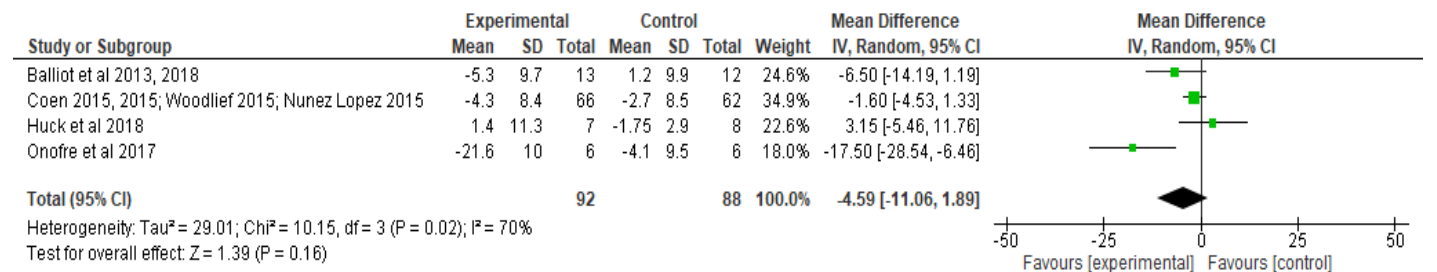 Experimental Control Mean Difference Mean Difference
Study or Subgroup Mean SD Total Mean SD Total Weight IV, Random, 95% CI IV, Random, 95% CI
Balliot et al 2013, 2018 -5.3 9.7 13 1.2 9.9 12 24.6% -6.50 [-14.19, 1.19]
Coen 2015, 2015; Woodlief 2015; Nunez Lopez 2015 -4.3 8.4 66 -2.7 8.5 62 34.9% -1.60 [-4.53, 1.33]
Huck et al 2018 1.4 11.3 7 -1.75 2.9 8 22.6% 3.15 [-5.46, 11.76]
Onofre et al 2017 -21.6 10 6 -4.1 9.5 6 18.0% -17.50 [-28.54, -6.46]
Total (95% CI) 92 88 100.0% -4.59 [-11.06, 1.89]
Heterogeneity: Tau² = 29.01; Chi² = 10.15, df = 3 (P = 0.02); I² = 70%
Test for overall effect: Z = 1.39 (P = 0.16)
-50 -25 0 25 50
Favours [experimental] Favours [control]